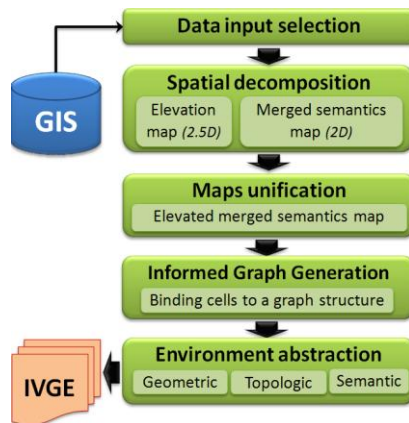 Data input selection
Spatial decomposition
Elevation
map (2.5D)
Merged semantics
map (2D)
GIS
Maps unification
Elevated merged semantics map
Informed Graph Generation
Binding cells to a graph structure
Environment abstraction
Geometric
Topologic
Semantic
IVGE